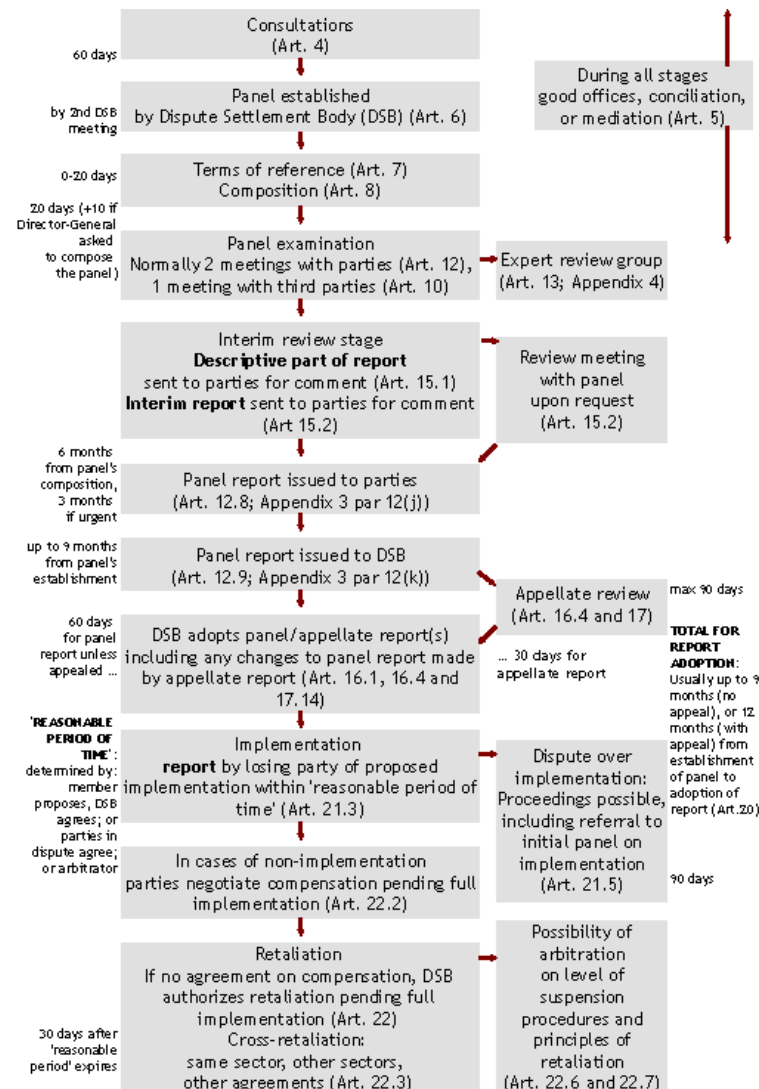 Consultations
(Art. 4)
60 days
Panel established
by Dispute Settlement Body (DSB) (Art. 6)
by 2nd DSB
meeting
During all stages
good offices, conciliation,
or mediation (Art. 5)
0-20 days
Terms of reference (Art. 7)
Composition (Art. 8)
20 days (+10 if
Director-General
asked
to compose
the panel)
Panel examination
Normally 2 meetings with parties (Art. 12),
1 meeting with third parties (Art. 10)
Expert review group
(Art. 13; Appendix 4)
Interim review stage
Descriptive part of report
sent to parties for comment (Art. 15.1)
Interim report sent to parties for comment
(Art 15.2)
Review meeting
with panel
upon request
(Art. 15.2)
6 months
from panel's
composition,
3 months
if urgent
Panel report issued to parties
(Art. 12.8; Appendix 3 par 12(j))
up to 9 months
from panel's
establishment
Panel report issued to DSB
(Art. 12.9; Appendix 3 par 12(k))
Appellate review
(Art. 16.4 and 17)
max 90 days
60 days
for panel
report unless
appealed ...
DSB adopts panel/appellate report(s)
including any changes to panel report made
by appellate report (Art. 16.1, 16.4 and
17.14)
... 30 days for
appellate report
TOTAL FOR
REPORT
ADOPTION:
Usually up to 9
months (no
appeal), or 12
months (with
appeal) from
establishment
of panel to
adoption of
report (Art.20)
'REASONABLE
PERIOD OF
TIME':
determined by:
member
proposes, DSB
agrees; or
parties in
dispute agree;
or arbitrator
Implementation
report by losing party of proposed
implementation within 'reasonable period of
time' (Art. 21.3)
Dispute over
implementation:
Proceedings possible,
including referral to
initial panel on
implementation
(Art. 21.5)
90 days
In cases of non-implementation
parties negotiate compensation pending full
implementation (Art. 22.2)
30 days after
'reasonable
period' expires
Retaliation
If no agreement on compensation, DSB
authorizes retaliation pending full
implementation (Art. 22)
Cross-retaliation:
same sector, other sectors,
other agreements (Art. 22.3)
Possibility of
arbitration
on level of
suspension
procedures and
principles of
retaliation
(Art. 22.6 and 22.7)